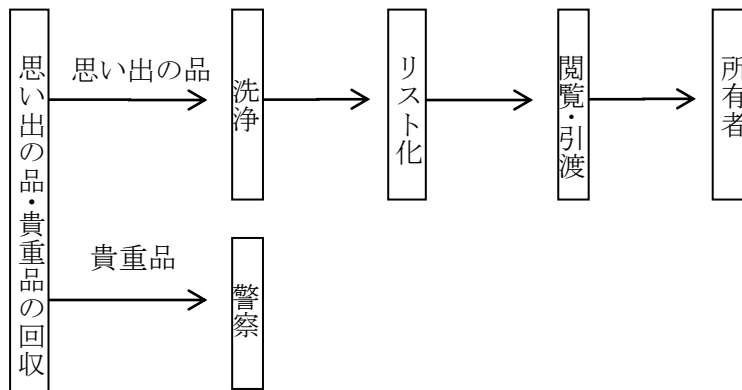 思い出の品・貴重品の回収
思い出の品
洗浄
リスト化
閲覧・引渡
所有者
貴重品
警察